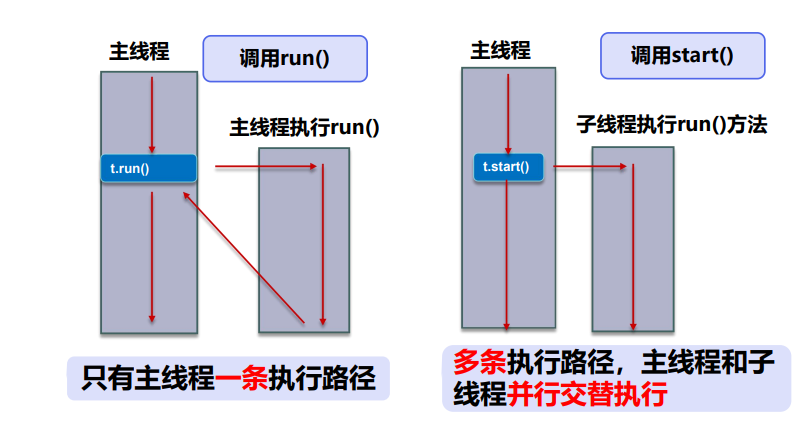 主线程
调用run()
主线程执行run()
t.run()
只有主线程一条执行路径
主线程
调用start()
子线程执行run()方法
t.start()
多条执行路径，主线程和子
线程并行交替执行